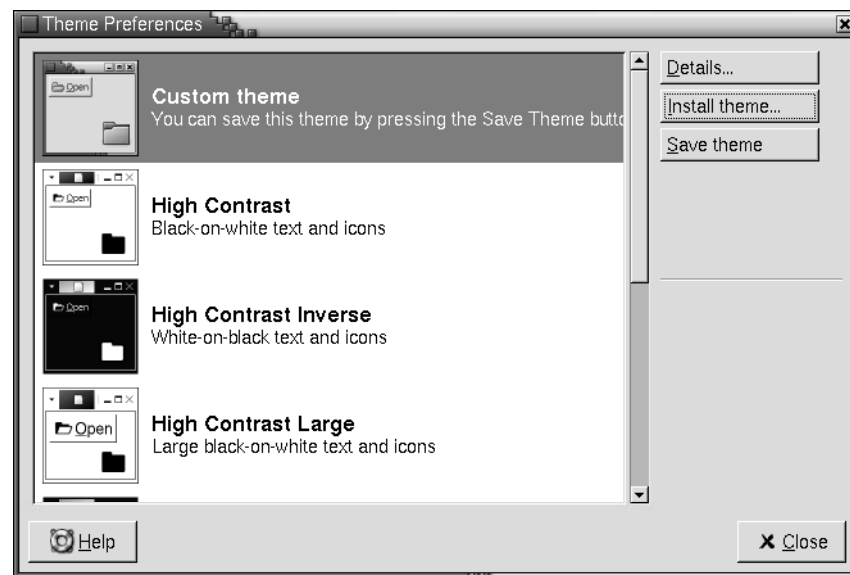 Theme Preferences
Custom theme
You can save this theme by pressing the Save Theme butto
High Contrast
Black-on-white text and icons
High Contrast Inverse
White-on-black text and icons
High Contrast Large
Large black-on-white text and icons
Open
Open
Open
Open
Details...
Install theme...
Save theme
Help
Close